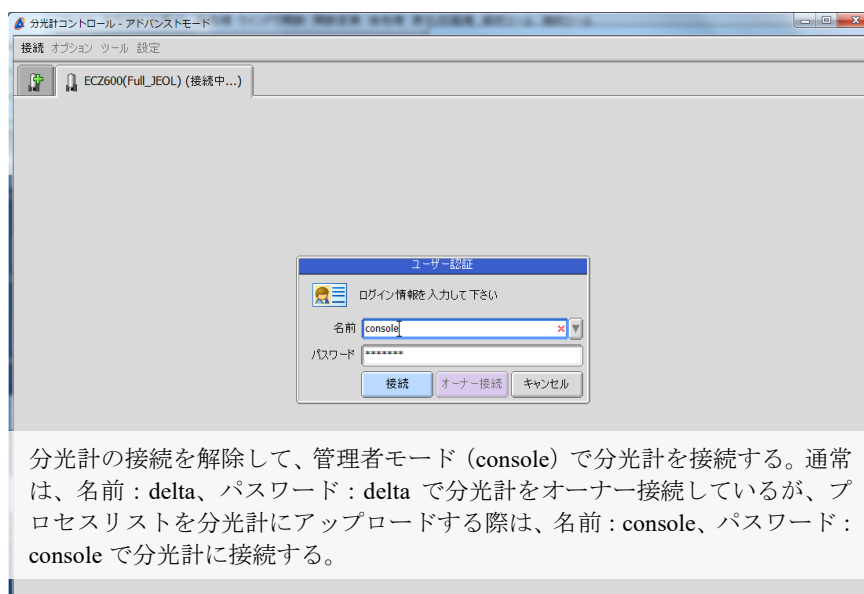 分光計コントロール - アドバンストモード
接続 オプション ツール 設定
ECZ600(Full_JEOL) (接続中...)
ユーザー認証
ログイン情報を入力して下さい
名前 console
パスワード *******
接続 オーナー接続 キャンセル
分光計の接続を解除して、管理者モード（console）で分光計を接続する。通常
は、名前：delta、パスワード：delta で分光計をオーナー接続しているが、プ
ロセスリストを分光計にアップロードする際は、名前：console、パスワード：
console で分光計に接続する。